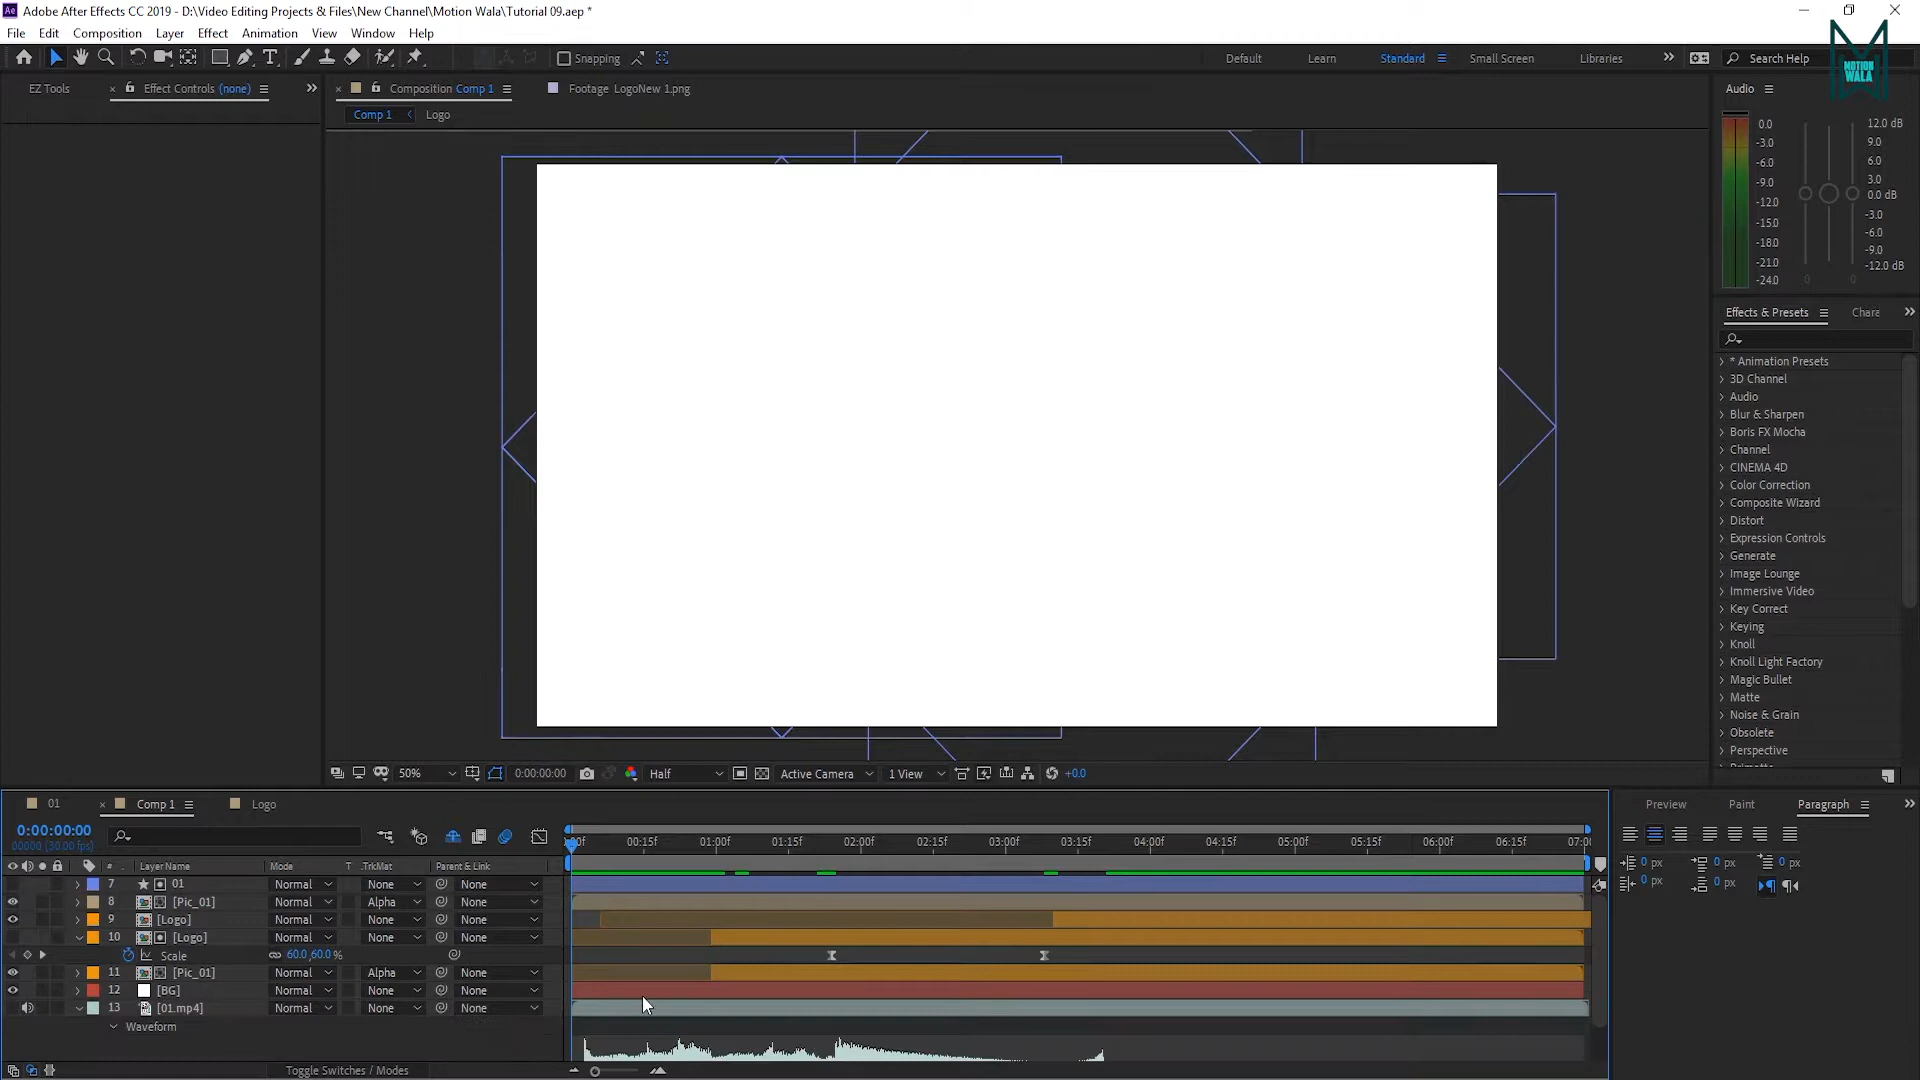 Adobe After Effects CC 2019 - D:\Video Editing Projects & Files\New Channel\Motion Wala\Tutorial 09.aep *
File Edit Composition Layer Effect Animation View Window Help
Snapping Default Learn Standard Small Screen Libraries Search Help
MOTION
WALA
EZ Tools Effect Controls (none) Composition Comp 1 Footage LogoNew 1.png Audio
Comp 1 Logo
0.0 12.0 dB
-3.0 9.0
-6.0 6.0
-9.0 3.0
-12.0 0.0 dB
-15.0 -3.0
-18.0 -6.0
-21.0 -9.0
-24.0 -12.0 dB
0 0
Effects & Presets Chara
* Animation Presets
3D Channel
Audio
Blur & Sharpen
Boris FX Mocha
Channel
CINEMA 4D
Color Correction
Composite Wizard
Distort
Expression Controls
Generate
Image Lounge
Immersive Video
Key Correct
Keying
Knoll
Knoll Light Factory
Magic Bullet
Matte
Noise & Grain
Obsolete
Perspective
50% 0:00:00:00 Half Active Camera 1 View +0.0
01 Comp 1 Logo Preview Paint Paragraph
0:00:00:00
00000 (30.00 fps)
00f 00:15f 01:00f 01:15f 02:00f 02:15f 03:00f 03:15f 04:00f 04:15f 05:00f 05:15f 06:00f 06:15f 07:00
# Layer Name Mode T .TrkMat Parent & Link
7 01 Normal None None
8 [Pic_01] Normal Alpha None
9 [Logo] Normal None None
10 [Logo] Normal None None
Scale 60.0,60.0%
11 [Pic_01] Normal Alpha None
12 [BG] Normal None None
13 [01.mp4] Normal None None
Waveform
Toggle Switches / Modes
0 px 0 px 0 px
0 px 0 px